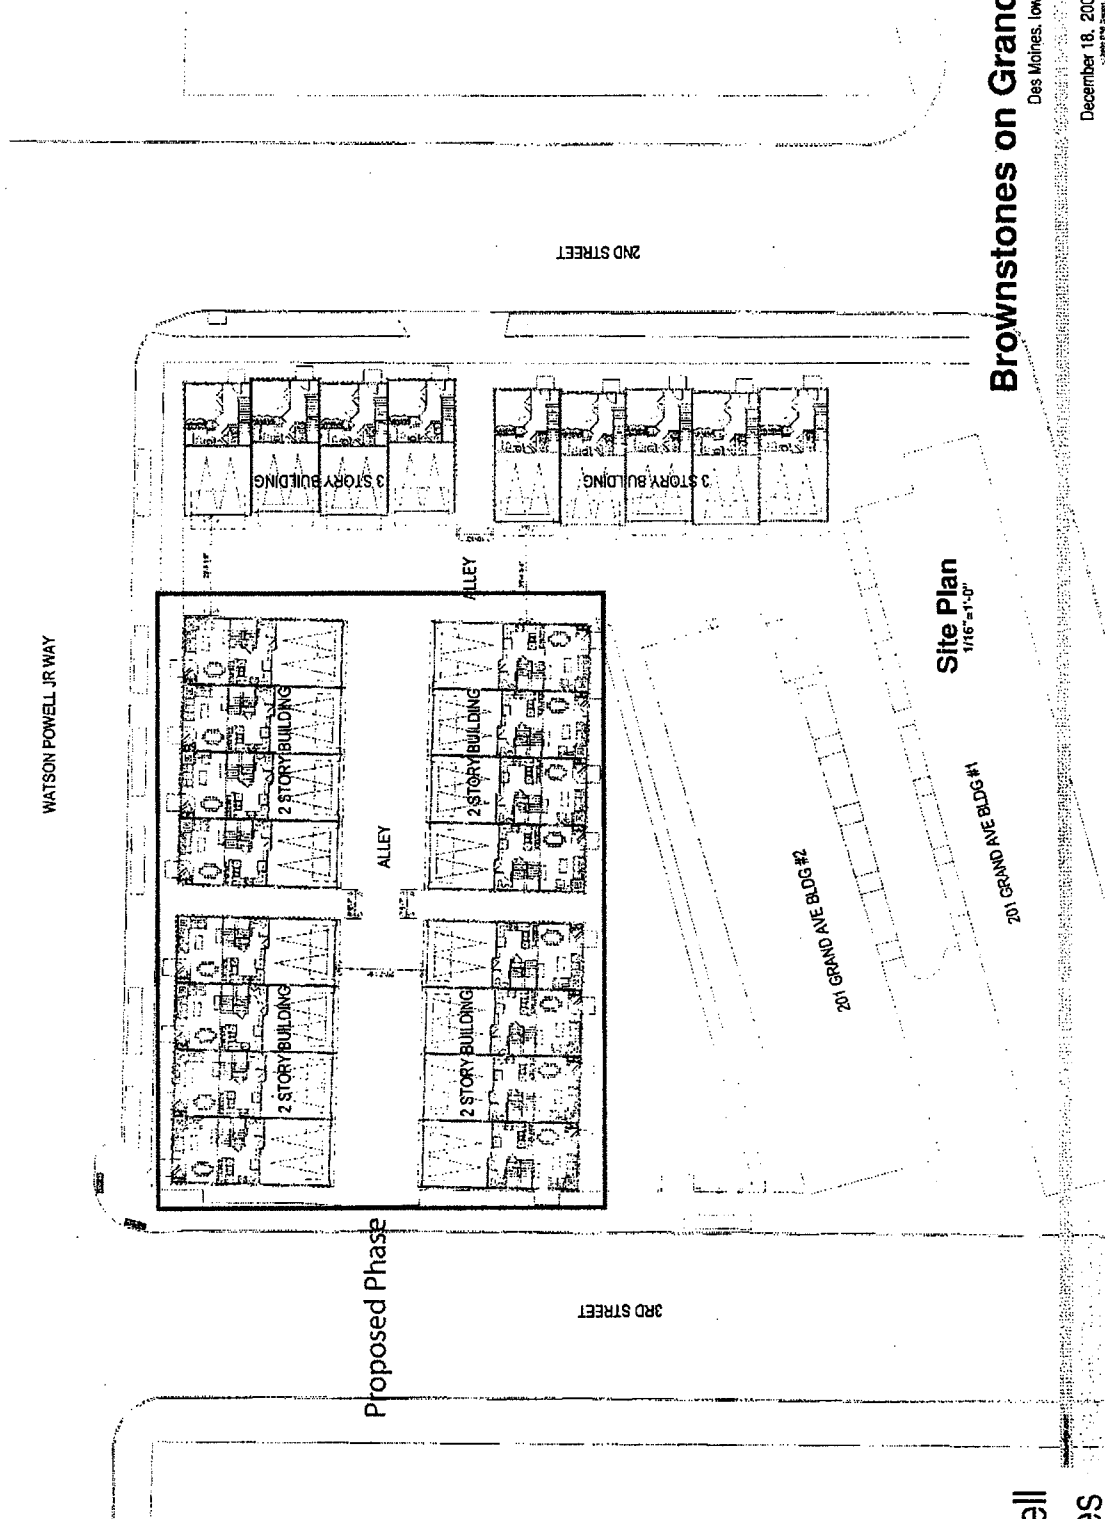 WATSON POWELL JR WAY
3RD STREET
Proposed Phase
2 STORY BUILDING
2 STORY BUILDING
ALLEY
2 STORY BUILDING
2 STORY BUILDING
ALLEY
3 STORY BUILDING
3 STORY BUILDING
2ND STREET
201 GRAND AVE BLDG #2
201 GRAND AVE BLDG #1
Site Plan
1/16"=1'-0"
Brownstones on Grand
Des Moines, Iow
December 18, 200
ell
es